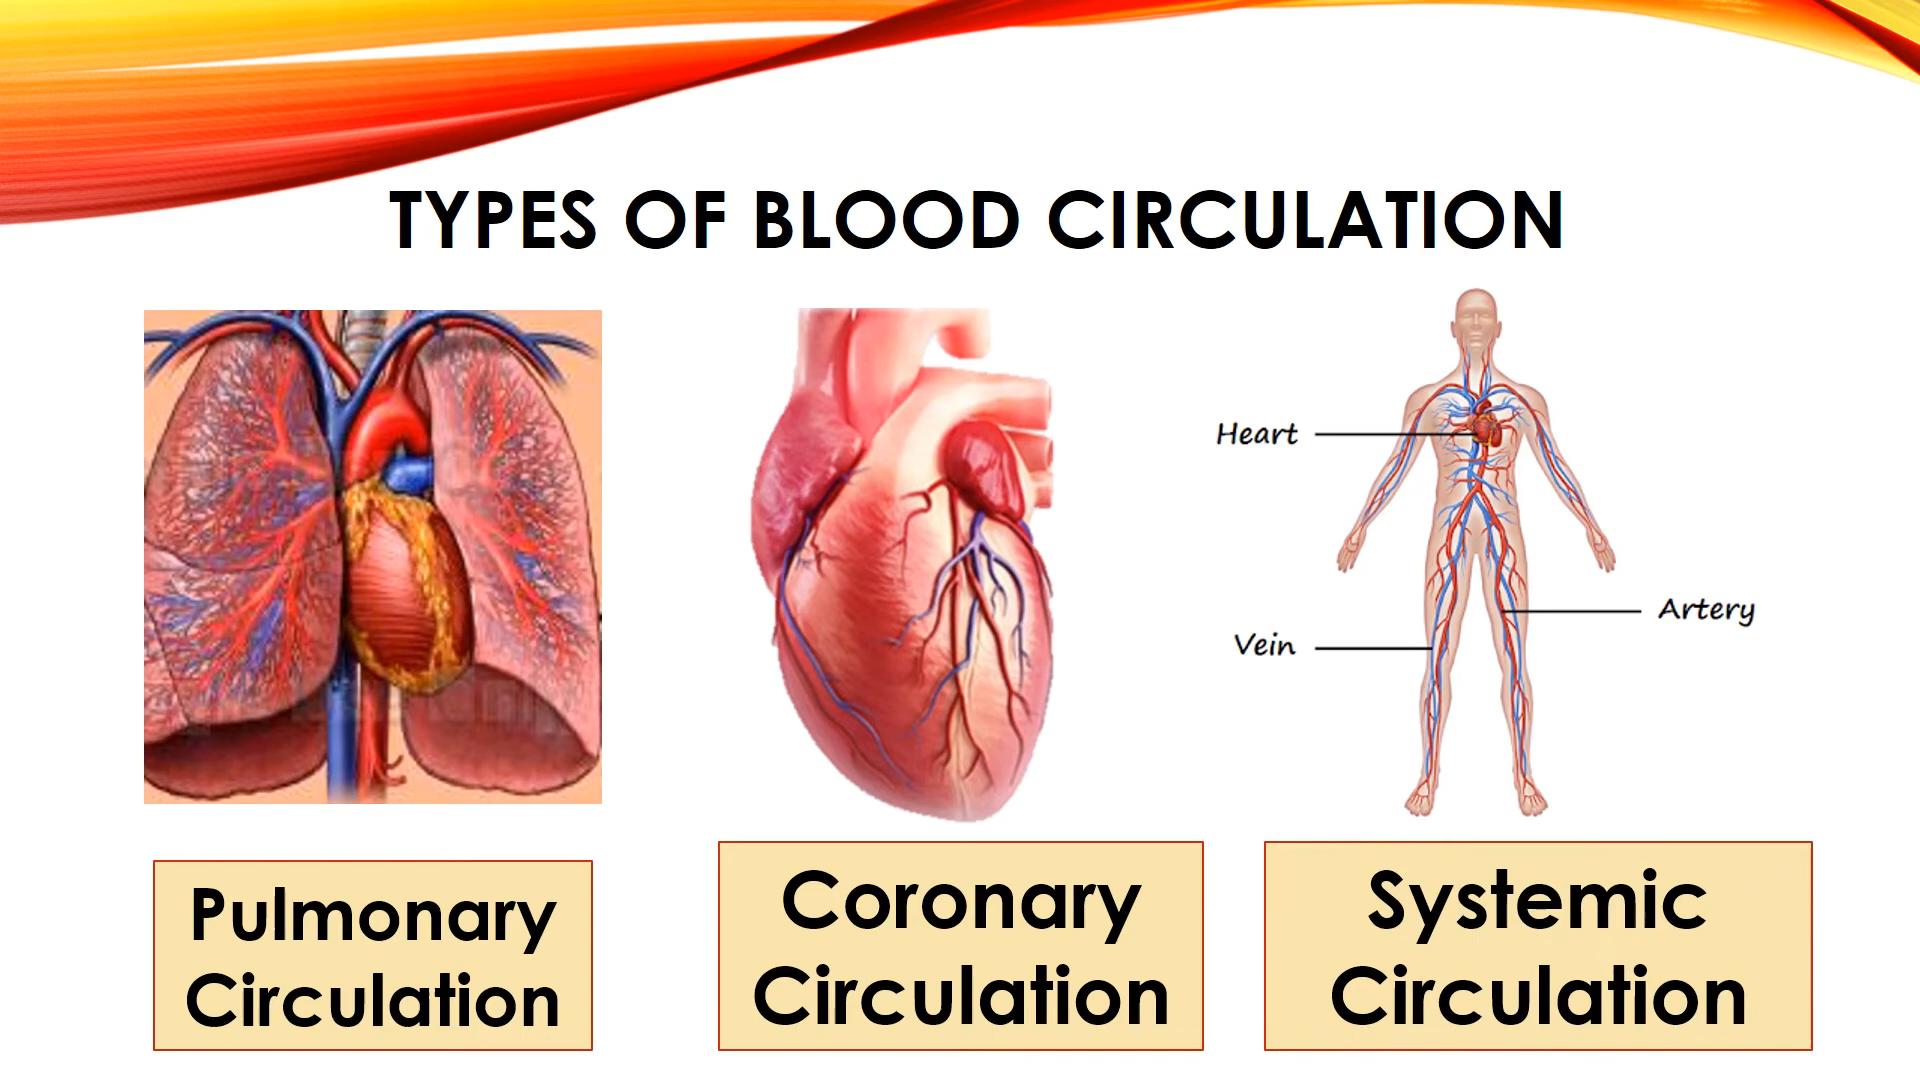 TYPES OF BLOOD CIRCULATION
Heart
Vein
Artery
Pulmonary
Circulation
Coronary
Circulation
Systemic
Circulation